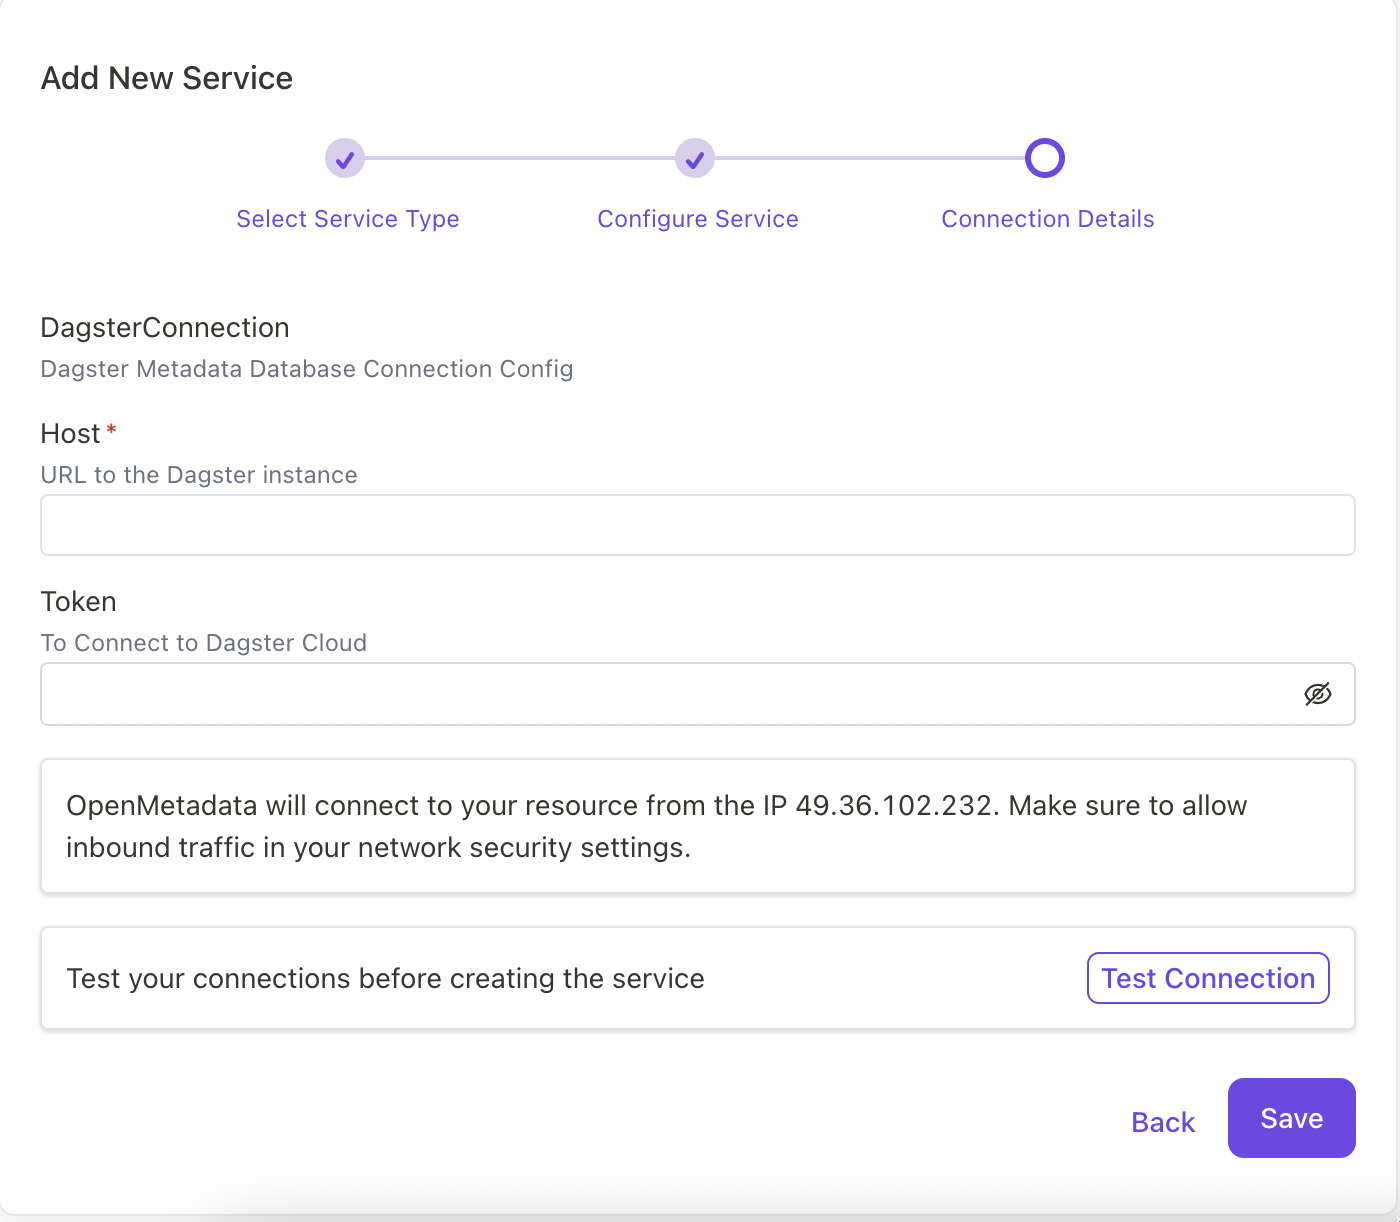 Add New Service
Select Service Type
Configure Service
Connection Details
DagsterConnection
Dagster Metadata Database Connection Config
Host*
URL to the Dagster instance
Token
To Connect to Dagster Cloud
OpenMetadata will connect to your resource from the IP 49.36.102.232. Make sure to allow
inbound traffic in your network security settings.
Test your connections before creating the service
Test Connection
Back
Save